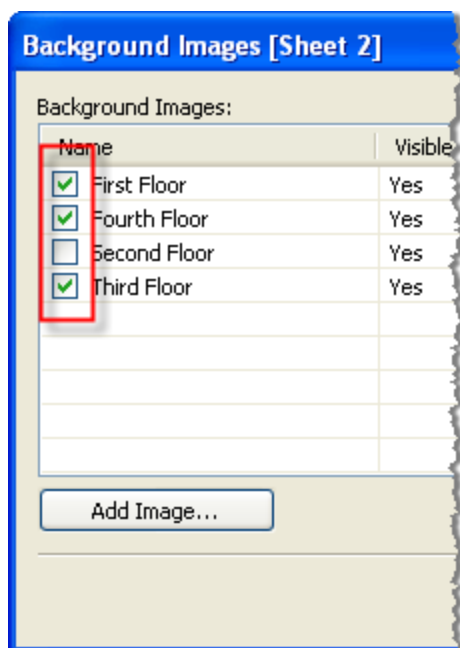 Background Images [Sheet 2]
Background Images:
Name Visible
First Floor Yes
Fourth Floor Yes
Second Floor Yes
Third Floor Yes
Add Image...